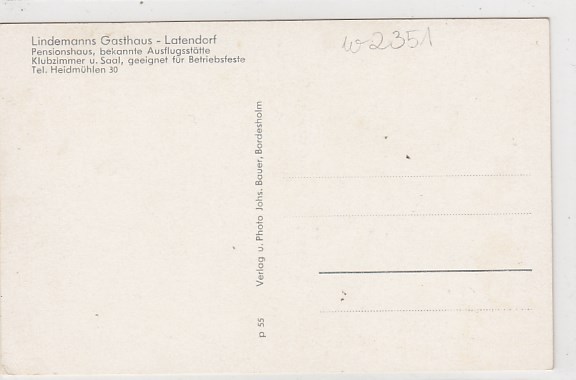 Lindemanns Gasthaus - Latendorf
Pensionshaus, bekannte Ausflugsstätte
Klubzimmer u. Saal, geeignet für Betriebsfeste
Tel. Heidmühlen 30
w-2351
Verlag u. Photo Johs. Bauer, Bordesholm
p 55